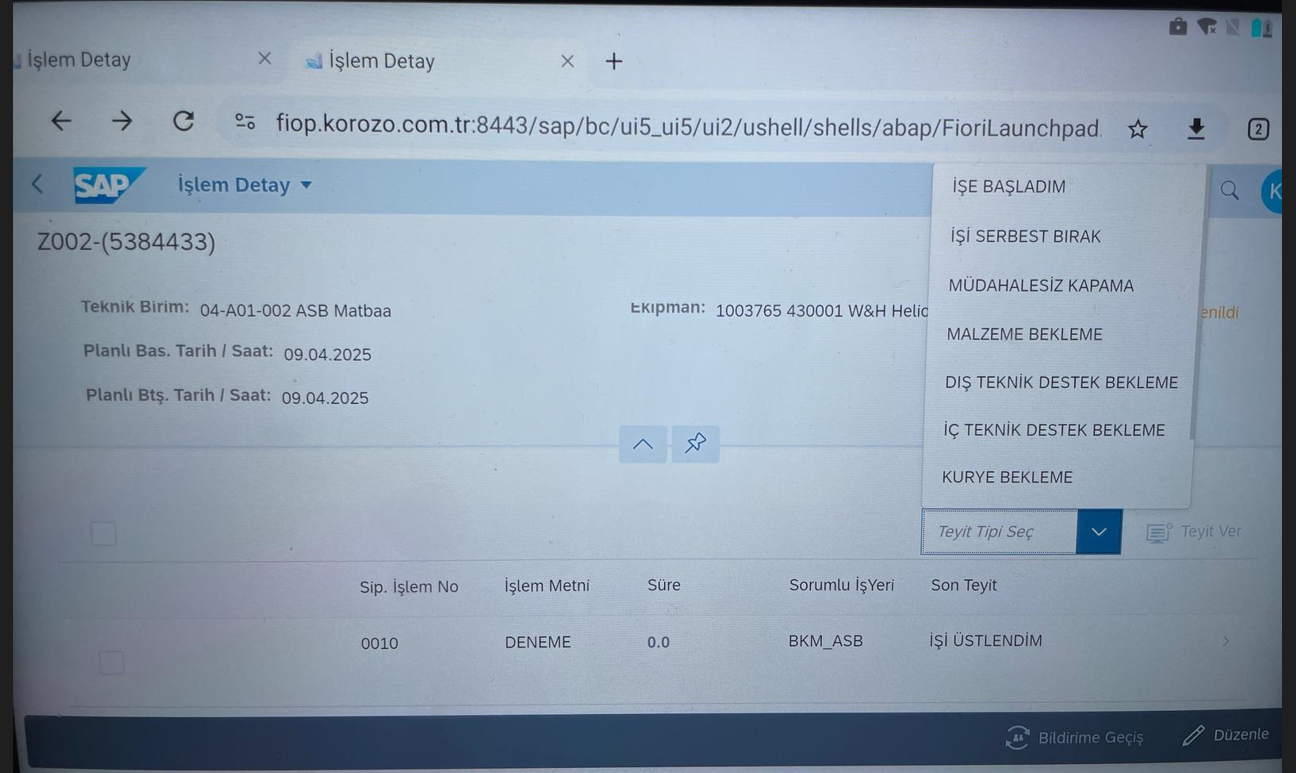 İşlem Detay
İşlem Detay
fiop.korozo.com.tr:8443/sap/bc/ui5_ui5/ui2/ushell/shells/abap/FioriLaunchpad.
2
SAP İşlem Detay
K
İŞE BAŞLADIM
İŞİ SERBEST BIRAK
MÜDAHALESİZ KAPAMA
MALZEME BEKLEME
DIŞ TEKNİK DESTEK BEKLEME
İÇ TEKNİK DESTEK BEKLEME
KURYE BEKLEME
Z002-(5384433)
Teknik Birim: 04-A01-002 ASB Matbaa
Ekipman: 1003765 430001 W&H Helio
enildi
Planlı Bas. Tarih / Saat: 09.04.2025
Planlı Btş. Tarih / Saat: 09.04.2025
Teyit Tipi Seç
Teyit Ver
Sip. İşlem No İşlem Metni Süre Sorumlu İşYeri Son Teyit
0010 DENEME 0.0 BKM_ASB İŞİ ÜSTLENDİM
Bildirime Geçiş Düzenle